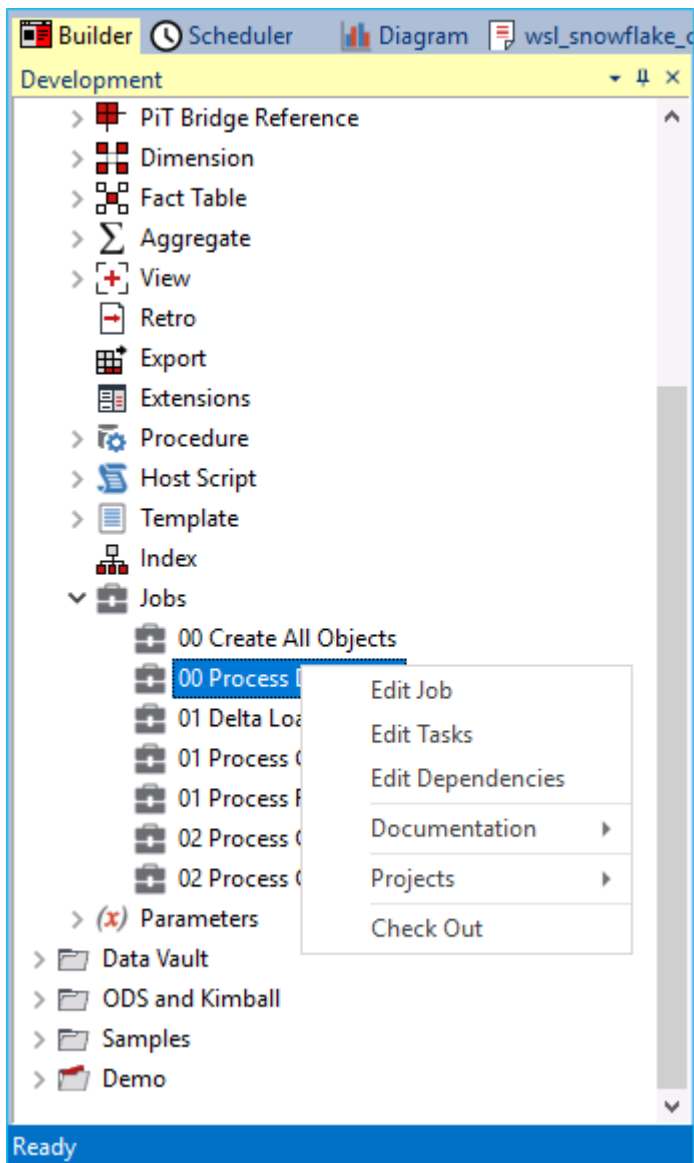 Builder Scheduler Diagram wsl_snowflake_
Development
PiT Bridge Reference
Dimension
Fact Table
Aggregate
View
Retro
Export
Extensions
Procedure
Host Script
Template
Index
Jobs
00 Create All Objects
00 Process
Edit Job
01 Delta
Edit Tasks
01 Process
Edit Dependencies
01 Process
02 Process
Documentation
02 Process
Projects
(x) Parameters
Check Out
Data Vault
ODS and Kimball
Samples
Demo
Ready